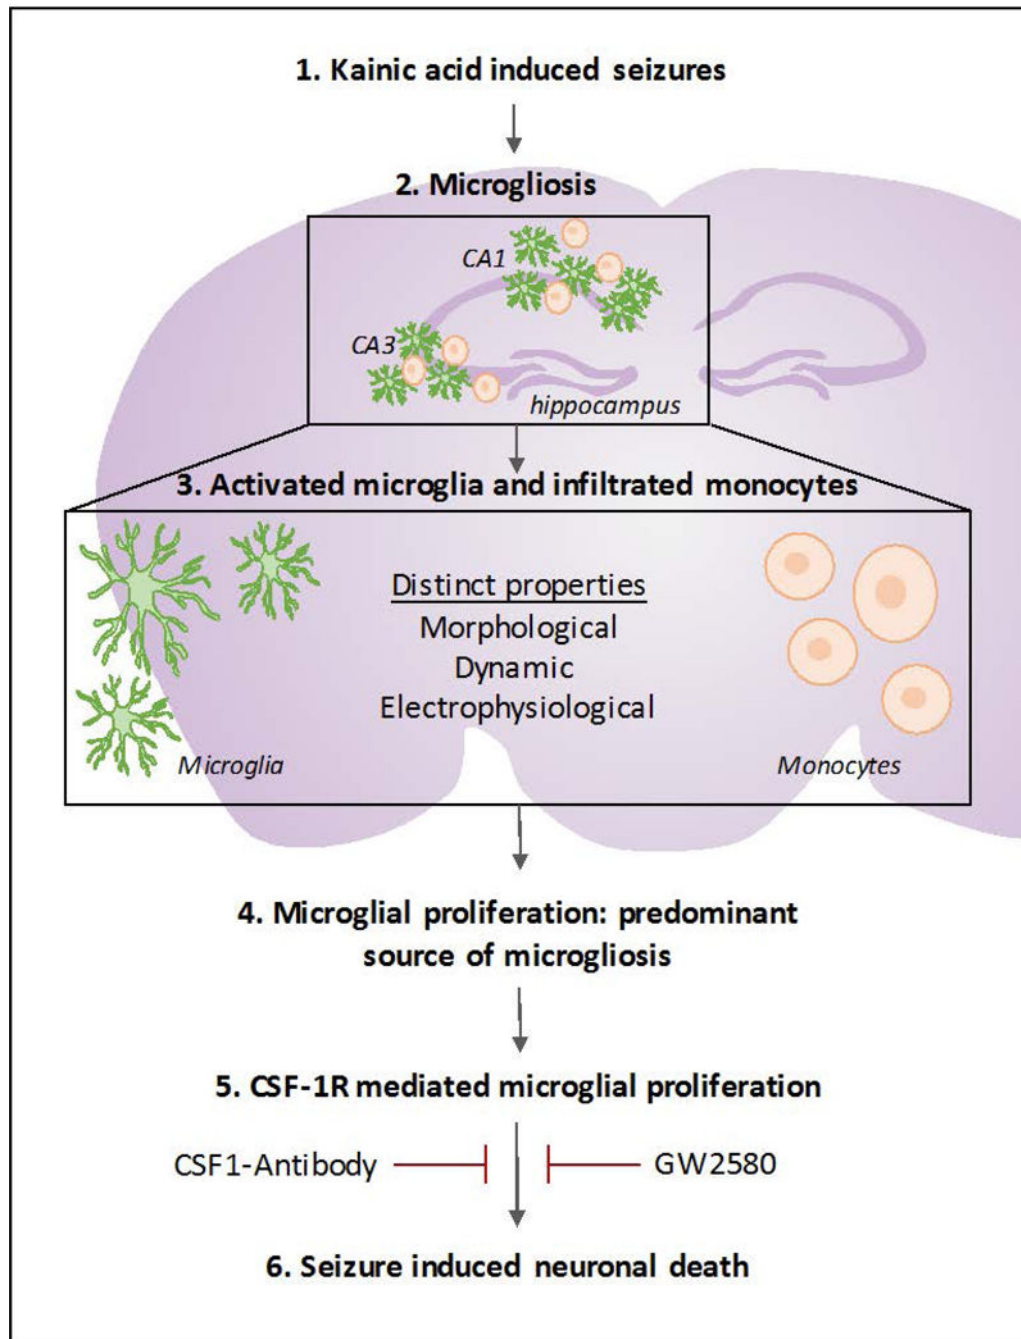 1. Kainic acid induced seizures
2. Microgliosis
CA1
CA3
hippocampus
3. Activated microglia and infiltrated monocytes
Distinct properties
Morphological
Dynamic
Electrophysiological
Microglia
Monocytes
4. Microglial proliferation: predominant
source of microgliosis
5. CSF-1R mediated microglial proliferation
CSF1-Antibody
GW2580
6. Seizure induced neuronal death